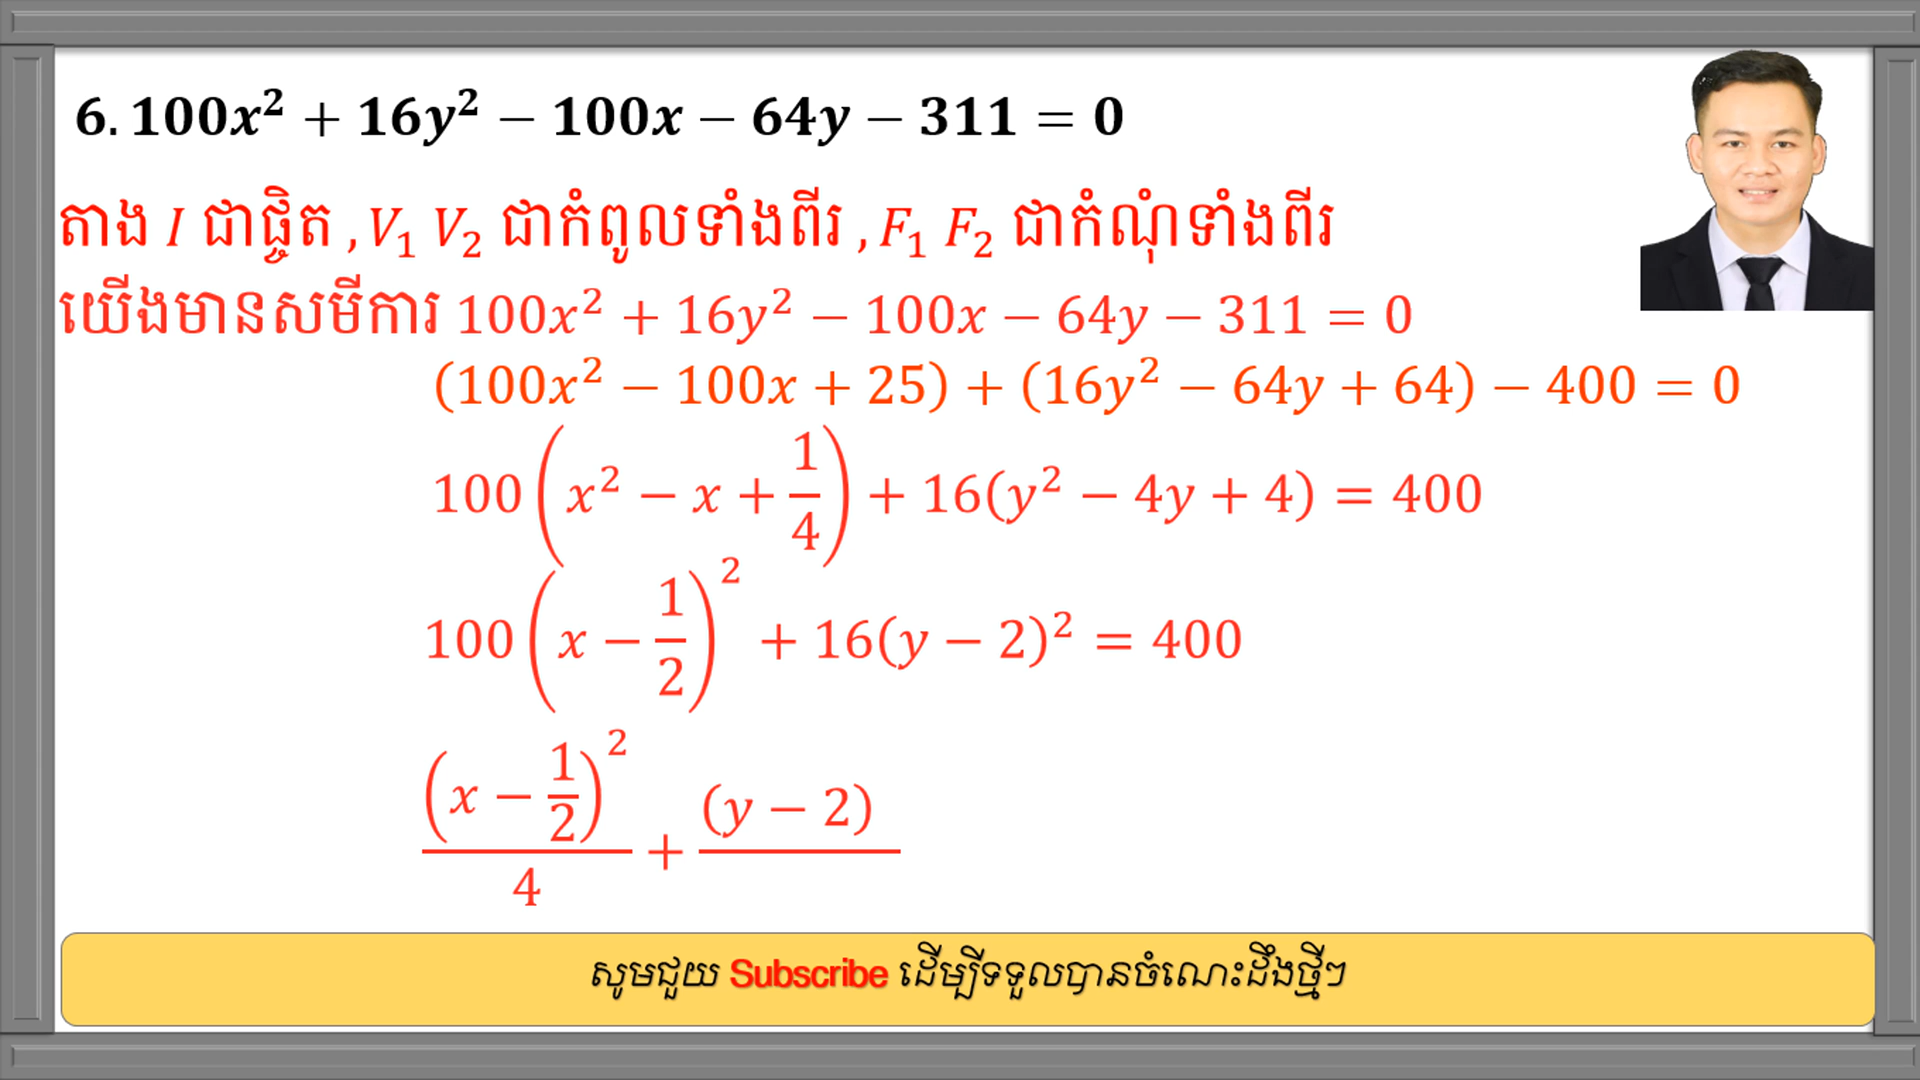 6. 100x² + 16y² − 100x − 64y − 311 = 0
តាង I ជាផ្ចិត , V₁ V₂ ជាកំពូលទាំងពីរ , F₁ F₂ ជាកំណុំទាំងពីរ
យើងមានសមីការ 100x² + 16y² − 100x − 64y − 311 = 0
(100x² − 100x + 25) + (16y² − 64y + 64) − 400 = 0
100(x² − x + 1/4) + 16(y² − 4y + 4) = 400
100(x − 1/2)² + 16(y − 2)² = 400
(x − 1/2)²/4 + (y − 2)/
សូមជួយ Subscribe ដើម្បីទទួលបានចំណេះដឹងថ្មីៗ